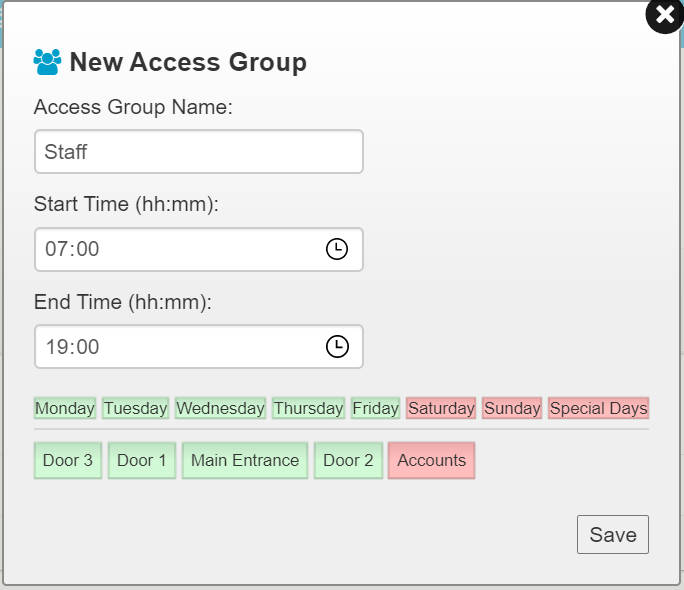 New Access Group
Access Group Name:
Staff
Start Time (hh:mm):
07:00
End Time (hh:mm):
19:00
Monday Tuesday Wednesday Thursday Friday Saturday Sunday Special Days
Door 3 Door 1 Main Entrance Door 2 Accounts
Save